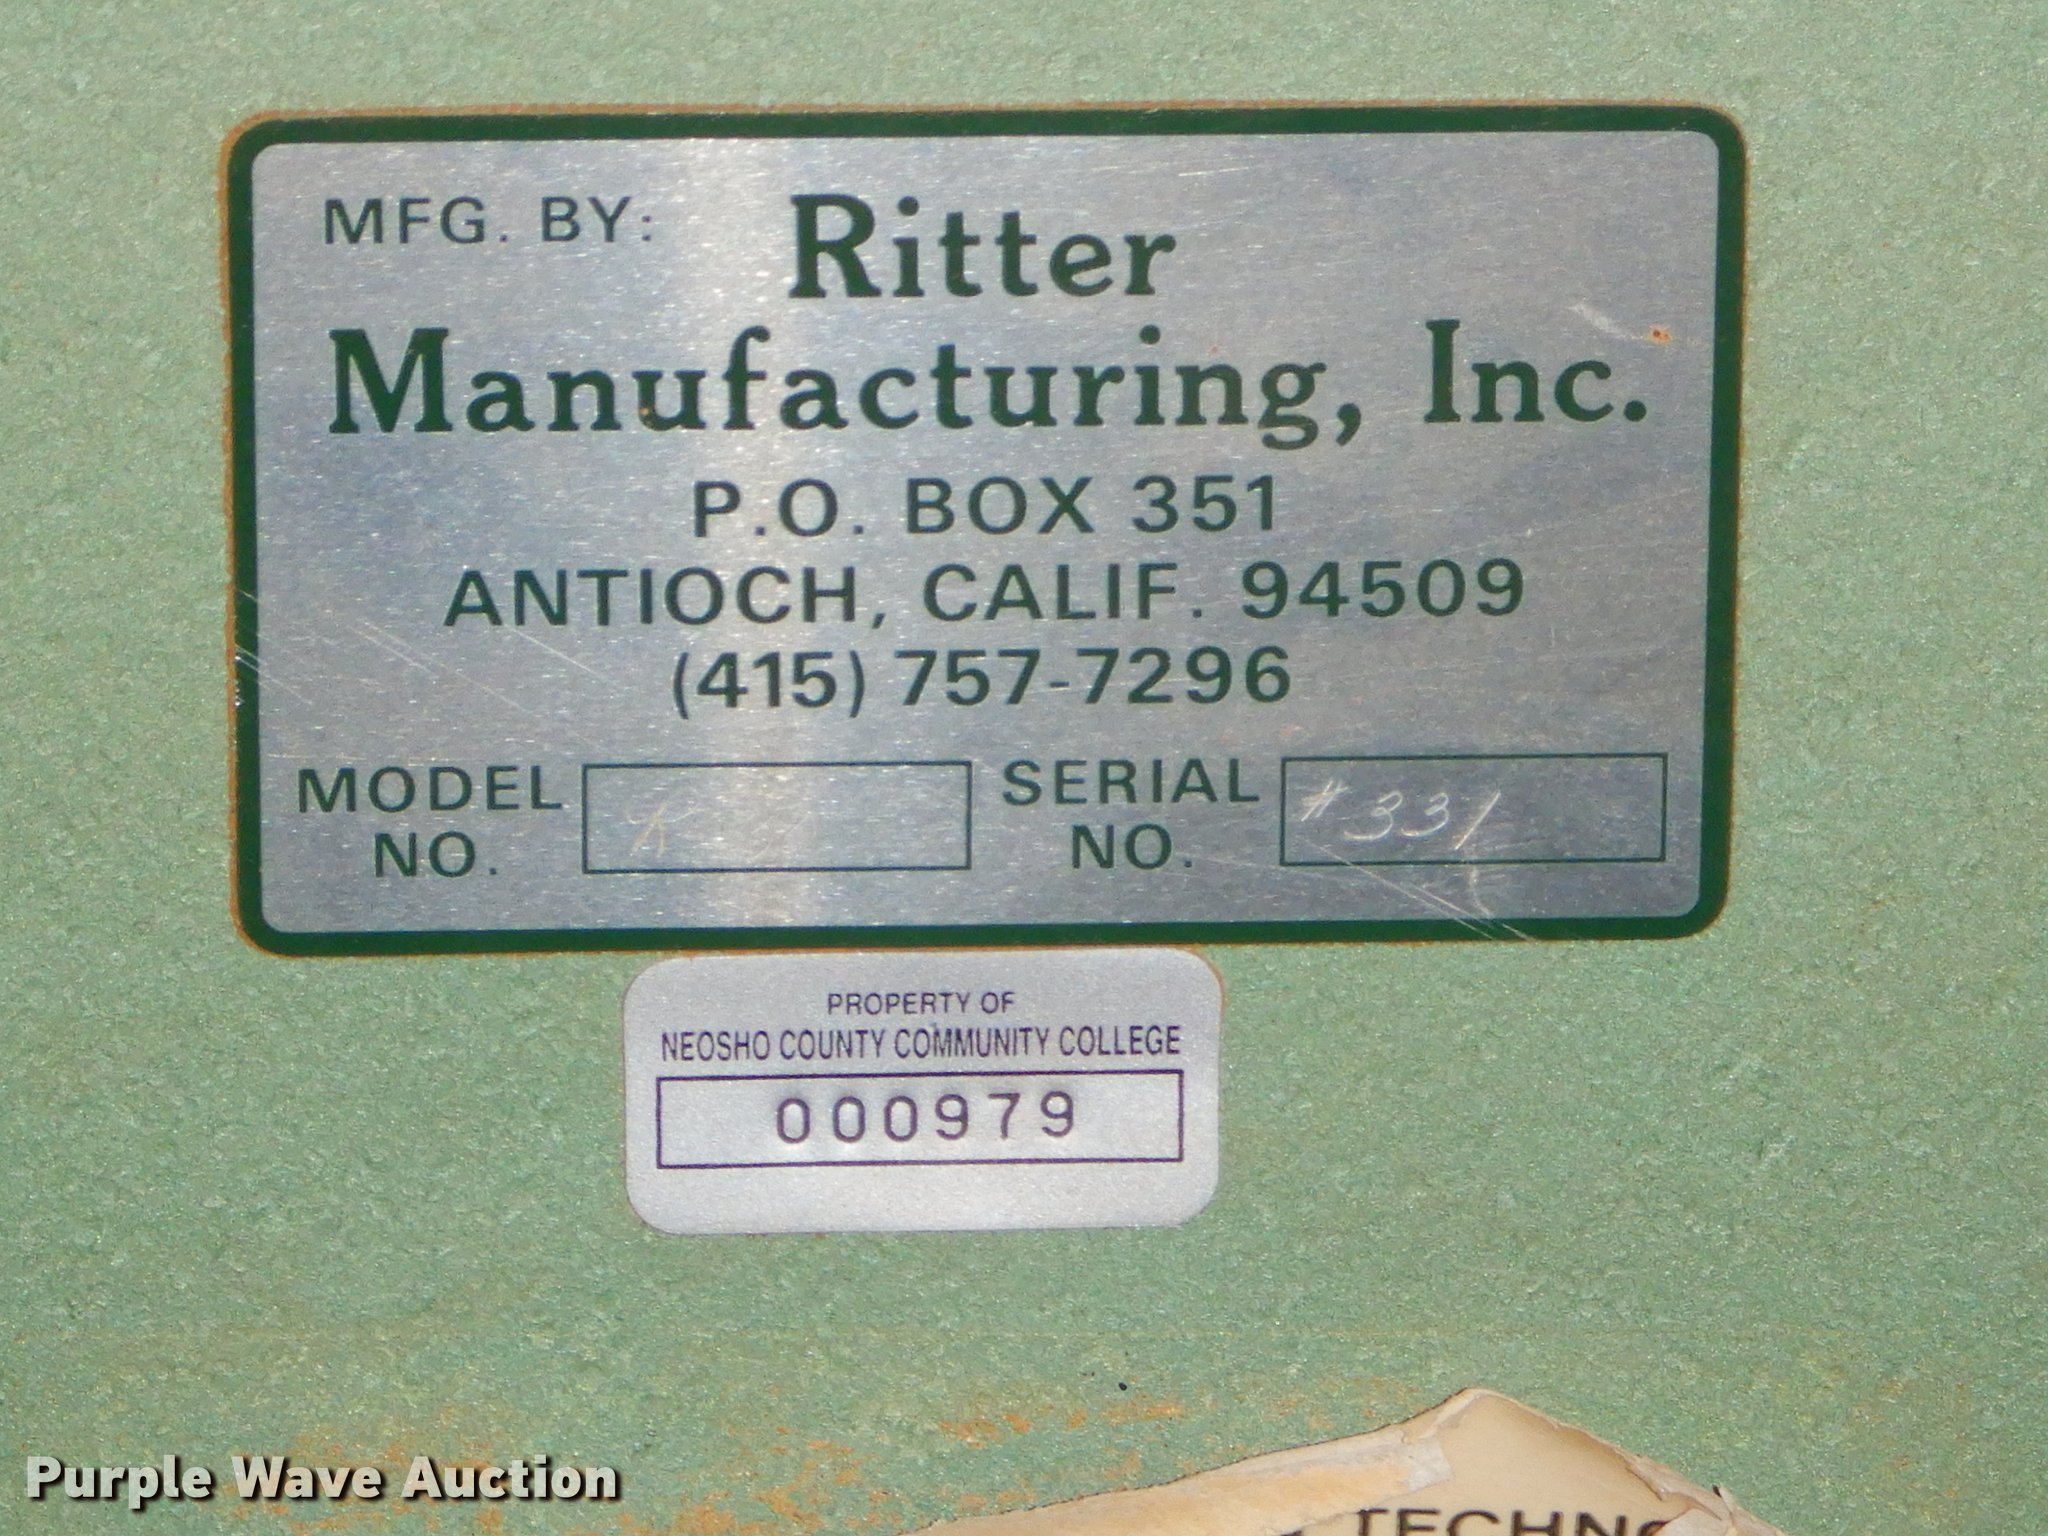 MFG. BY: Ritter
Manufacturing, Inc.
P.O. BOX 351
ANTIOCH, CALIF. 94509
(415) 757-7296
MODEL NO.
SERIAL NO. # 331
PROPERTY OF
NEOSHO COUNTY COMMUNITY COLLEGE
000979
Purple Wave Auction